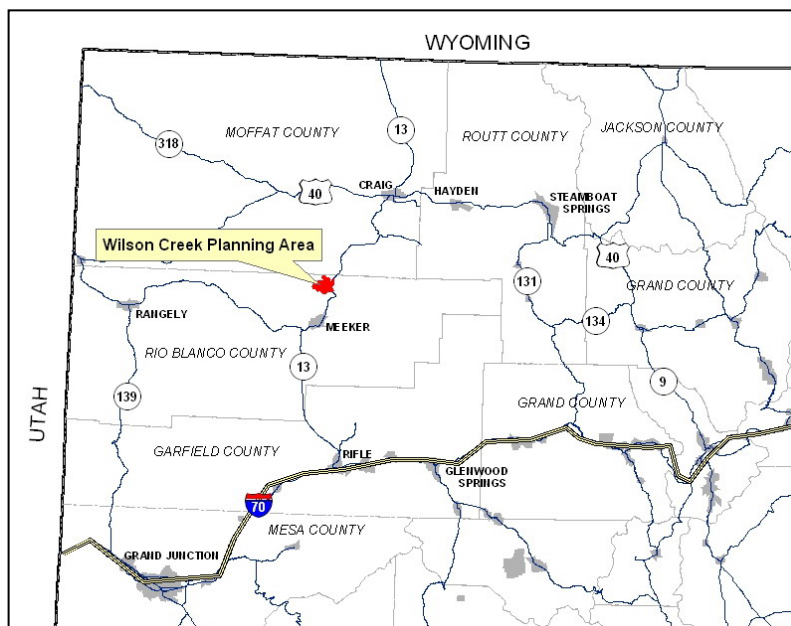 WYOMING
MOFFAT COUNTY
13
ROUTT COUNTY
JACKSON COUNTY
318
40
CRAIG
HAYDEN
STEAMBOAT
SPRINGS
Wilson Creek Planning Area
40
131
GRAND COUNTY
RANGELY
MEEKER
134
RIO BLANCO COUNTY
13
9
139
GRAND COUNTY
UTAH
GARFIELD COUNTY
RIFLE
GLENWOOD
SPRINGS
70
MESA COUNTY
GRAND JUNCTION